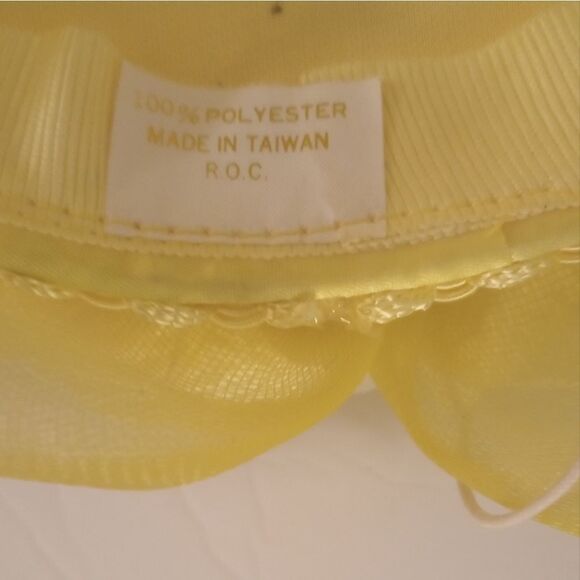 100% POLYESTER
MADE IN TAIWAN
R.O.C.